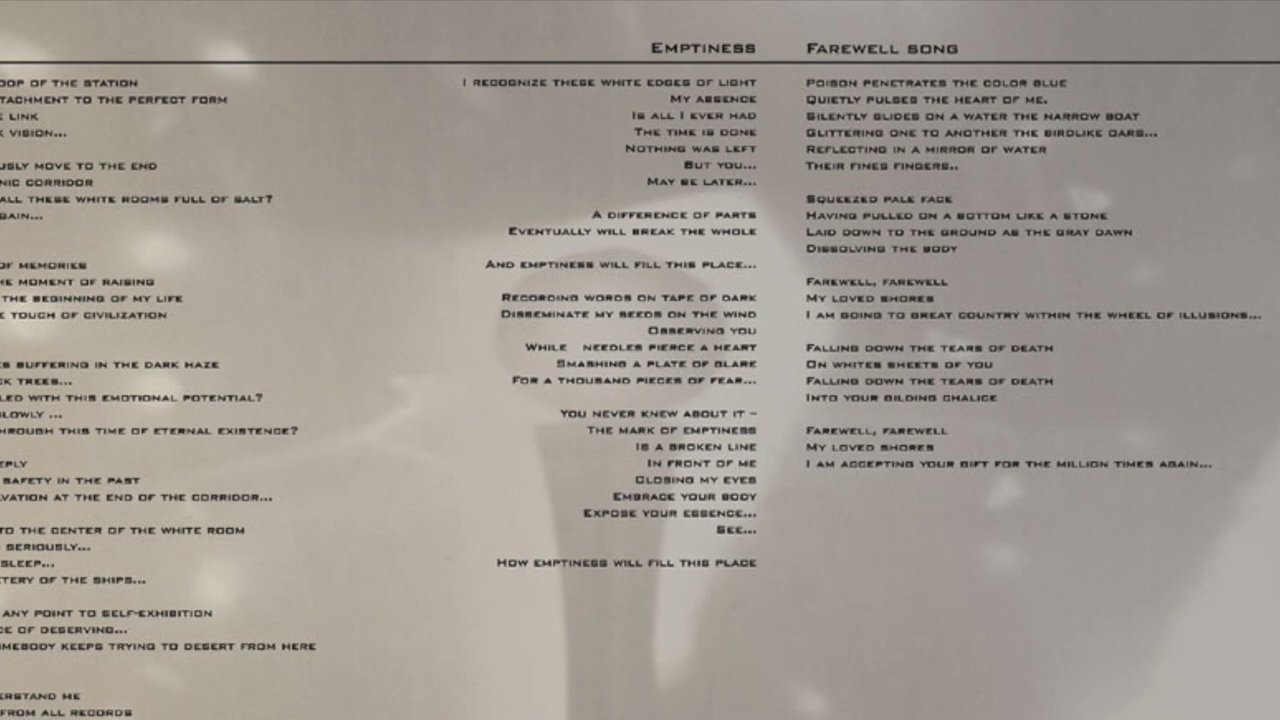 OOP OF THE STATION
TACHMENT TO THE PERFECT FORM
E LINK
K VISION...
USLY MOVE TO THE END
NIC CORRIDOR
ALL THESE WHITE ROOMS FULL OF SALT?
GAIN...
OF MEMORIES
HE MOMENT OF RAISING
THE BEGINNING OF MY LIFE
E TOUCH OF CIVILIZATION
ES SUFFERING IN THE DARK HAZE
CK TREES...
LED WITH THIS EMOTIONAL POTENTIAL?
SLOWLY ...
HROUGH THIS TIME OF ETERNAL EXISTENCE?
EPLY
SAFETY IN THE PAST
LVATION AT THE END OF THE CORRIDOR...
TO THE CENTER OF THE WHITE ROOM
SERIOUSLY...
SLEEP...
TERY OF THE SHIPS...
ANY POINT TO SELF-EXHIBITION
CE OF DESERVING...
OMEBODY KEEPS TRYING TO DESERT FROM HERE
ERSTAND ME
FROM ALL RECORDS
EMPTINESS
I RECOGNIZE THESE WHITE EDGES OF LIGHT
MY ABSENCE
IS ALL I EVER HAD
THE TIME IS DONE
NOTHING WAS LEFT
BUT YOU...
MAY BE LATER...
A DIFFERENCE OF PARTS
EVENTUALLY WILL BREAK THE WHOLE
AND EMPTINESS WILL FILL THIS PLACE...
RECORDING WORDS ON TAPE OF DARK
DISSEMINATE MY SEEDS ON THE WIND
OBSERVING YOU
WHILE NEEDLES PIERCE A HEART
SMASHING A PLATE OF GLARE
FOR A THOUSAND PIECES OF FEAR...
YOU NEVER KNEW ABOUT IT –
THE MARK OF EMPTINESS
IS A BROKEN LINE
IN FRONT OF ME
CLOSING MY EYES
EMBRACE YOUR BODY
EXPOSE YOUR ESSENCE...
SEE...
HOW EMPTINESS WILL FILL THIS PLACE
FAREWELL SONG
POISON PENETRATES THE COLOR BLUE
QUIETLY PULSES THE HEART OF ME.
SILENTLY GLIDES ON A WATER THE NARROW BOAT
GLITTERING ONE TO ANOTHER THE BIRDLIKE OARS...
REFLECTING IN A MIRROR OF WATER
THEIR FINES FINGERS..
SQUEEZED PALE FACE
HAVING PULLED ON A BOTTOM LIKE A STONE
LAID DOWN TO THE GROUND AS THE GRAY DAWN
DISSOLVING THE BODY
FAREWELL, FAREWELL
MY LOVED SHORES
I AM GOING TO GREAT COUNTRY WITHIN THE WHEEL OF ILLUSIONS...
FALLING DOWN THE TEARS OF DEATH
ON WHITES SHEETS OF YOU
FALLING DOWN THE TEARS OF DEATH
INTO YOUR GILDING CHALICE
FAREWELL, FAREWELL
MY LOVED SHORES
I AM ACCEPTING YOUR GIFT FOR THE MILLION TIMES AGAIN...